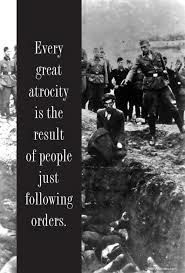 Every
great
atrocity
is the
result
of people
just
following
orders.